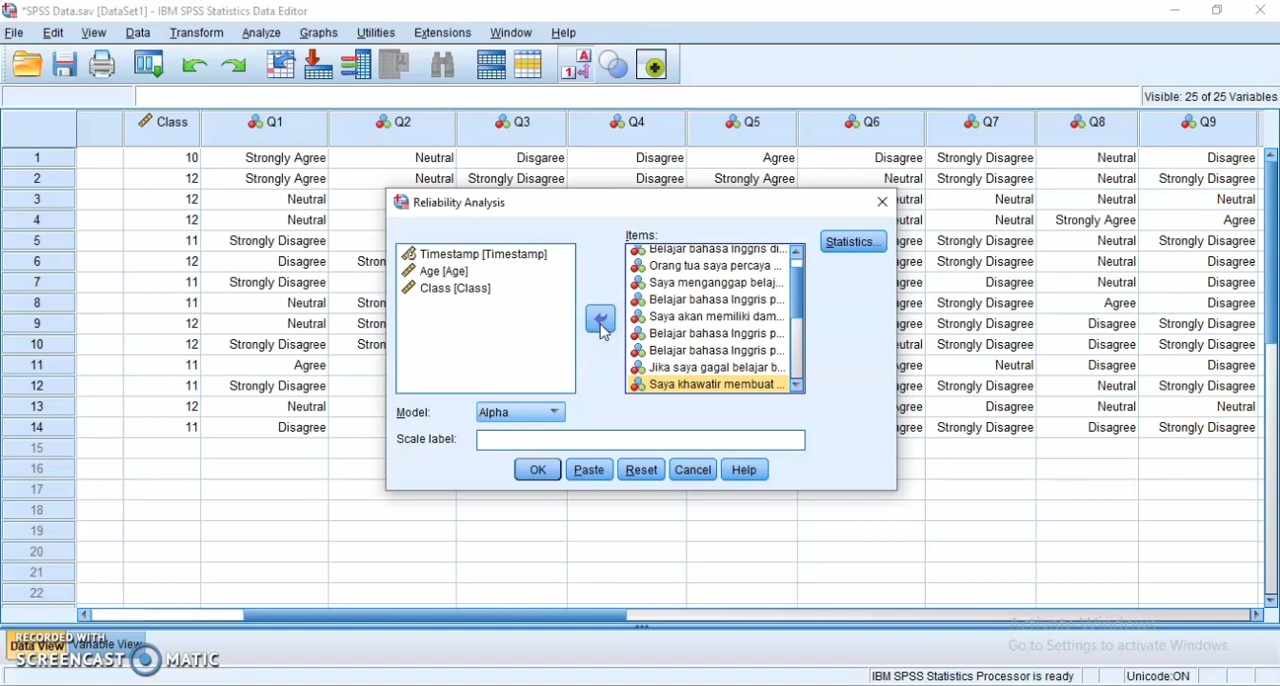 *SPSS Data.sav [DataSet1] - IBM SPSS Statistics Data Editor
File Edit View Data Transform Analyze Graphs Utilities Extensions Window Help
Visible: 25 of 25 Variables
Class Q1 Q2 Q3 Q4 Q5 Q6 Q7 Q8 Q9
1 10 Strongly Agree Neutral Disgaree Disagree Agree Disagree Strongly Disagree Neutral Disagree
2 12 Strongly Agree Neutral Strongly Disagree Disagree Strongly Agree Neutral Strongly Disagree Neutral Strongly Disagree
3 12 Neutral Neutral Neutral Neutral
4 12 Neutral Neutral Strongly Agree Agree
5 11 Strongly Disagree Strongly Disagree Neutral Strongly Disagree
6 12 Disagree Strongly Disagree Neutral Strongly Disagree
7 11 Strongly Disagree Strongly Disagree Neutral Strongly Disagree
8 11 Neutral Strongly Disagree Agree Disagree
9 12 Neutral Strongly Disagree Disagree Strongly Disagree
10 12 Strongly Disagree Strongly Disagree Disagree Strongly Disagree
11 11 Agree Disagree Neutral Disagree
12 11 Strongly Disagree Strongly Disagree Neutral Strongly Disagree
13 12 Neutral Disagree Neutral Neutral
14 11 Disagree Strongly Disagree Neutral Strongly Disagree
15
16
17
18
19
20
21
22
Reliability Analysis
Items:
Timestamp [Timestamp]
Age [Age]
Class [Class]
Belajar bahasa Inggris di...
Orang tua saya percaya ...
Saya menganggap belaj...
Belajar bahasa Inggris p...
Saya akan memiliki dam...
Belajar bahasa Inggris p...
Belajar bahasa Inggris p...
Jika saya gagal belajar b...
Saya khawatir membuat ...
Statistics...
Model: Alpha
Scale label:
OK Paste Reset Cancel Help
Data View Variable View
RECORDED WITH
SCREENCAST MATIC
Activate Windows
Go to Settings to activate Windows.
IBM SPSS Statistics Processor is ready Unicode:ON